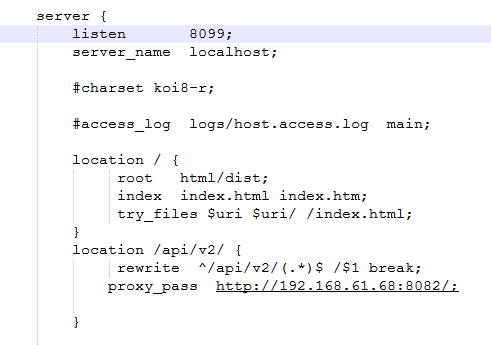 server {
listen 8099;
server_name localhost;
#charset koi8-r;
#access_log logs/host.access.log main;
location / {
root html/dist;
index index.html index.htm;
try_files $uri $uri/ /index.html;
}
location /api/v2/ {
rewrite ^/api/v2/(.*)$ /$1 break;
proxy_pass http://192.168.61.68:8082/;
}